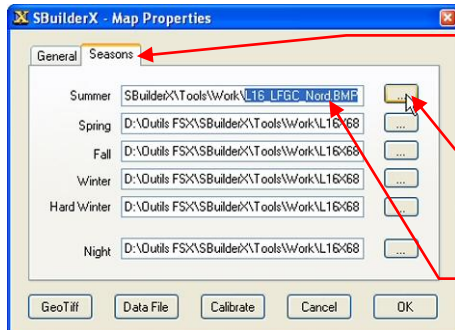 SBuilderX - Map Properties
General Seasons
Summer SBuilderX\Tools\Work\L16_LFGC_Nord.BMP ...
Spring D:\Outils FSX\SBuilderX\Tools\Work\L16X68 ...
Fall D:\Outils FSX\SBuilderX\Tools\Work\L16X68 ...
Winter D:\Outils FSX\SBuilderX\Tools\Work\L16X68 ...
Hard Winter D:\Outils FSX\SBuilderX\Tools\Work\L16X68 ...
Night D:\Outils FSX\SBuilderX\Tools\Work\L16X68 ...
GeoTiff Data File Calibrate Cancel OK